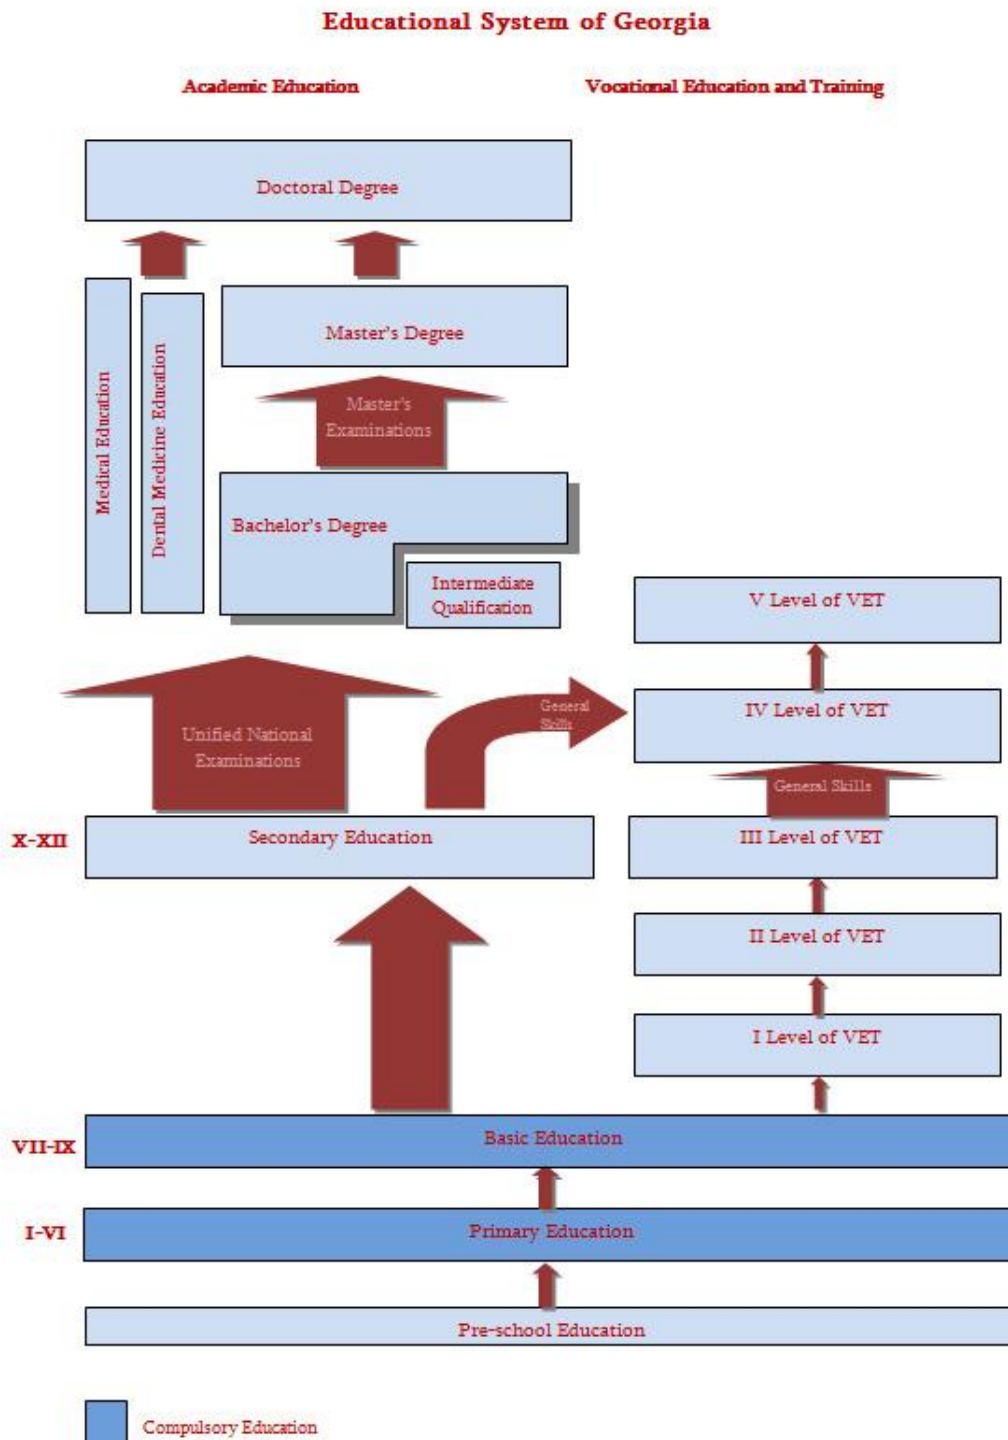 Educational System of Georgia
Academic Education
Vocational Education and Training
Doctoral Degree
Medical Education
Dental Medicine Education
Master's Degree
Master's
Examinations
Bachelor's Degree
Intermediate
Qualification
V Level of VET
IV Level of VET
General
Skills
Unified National
Examinations
General Skills
X-XII
Secondary Education
III Level of VET
II Level of VET
I Level of VET
VII-IX
Basic Education
I-VI
Primary Education
Pre-school Education
Compulsory Education